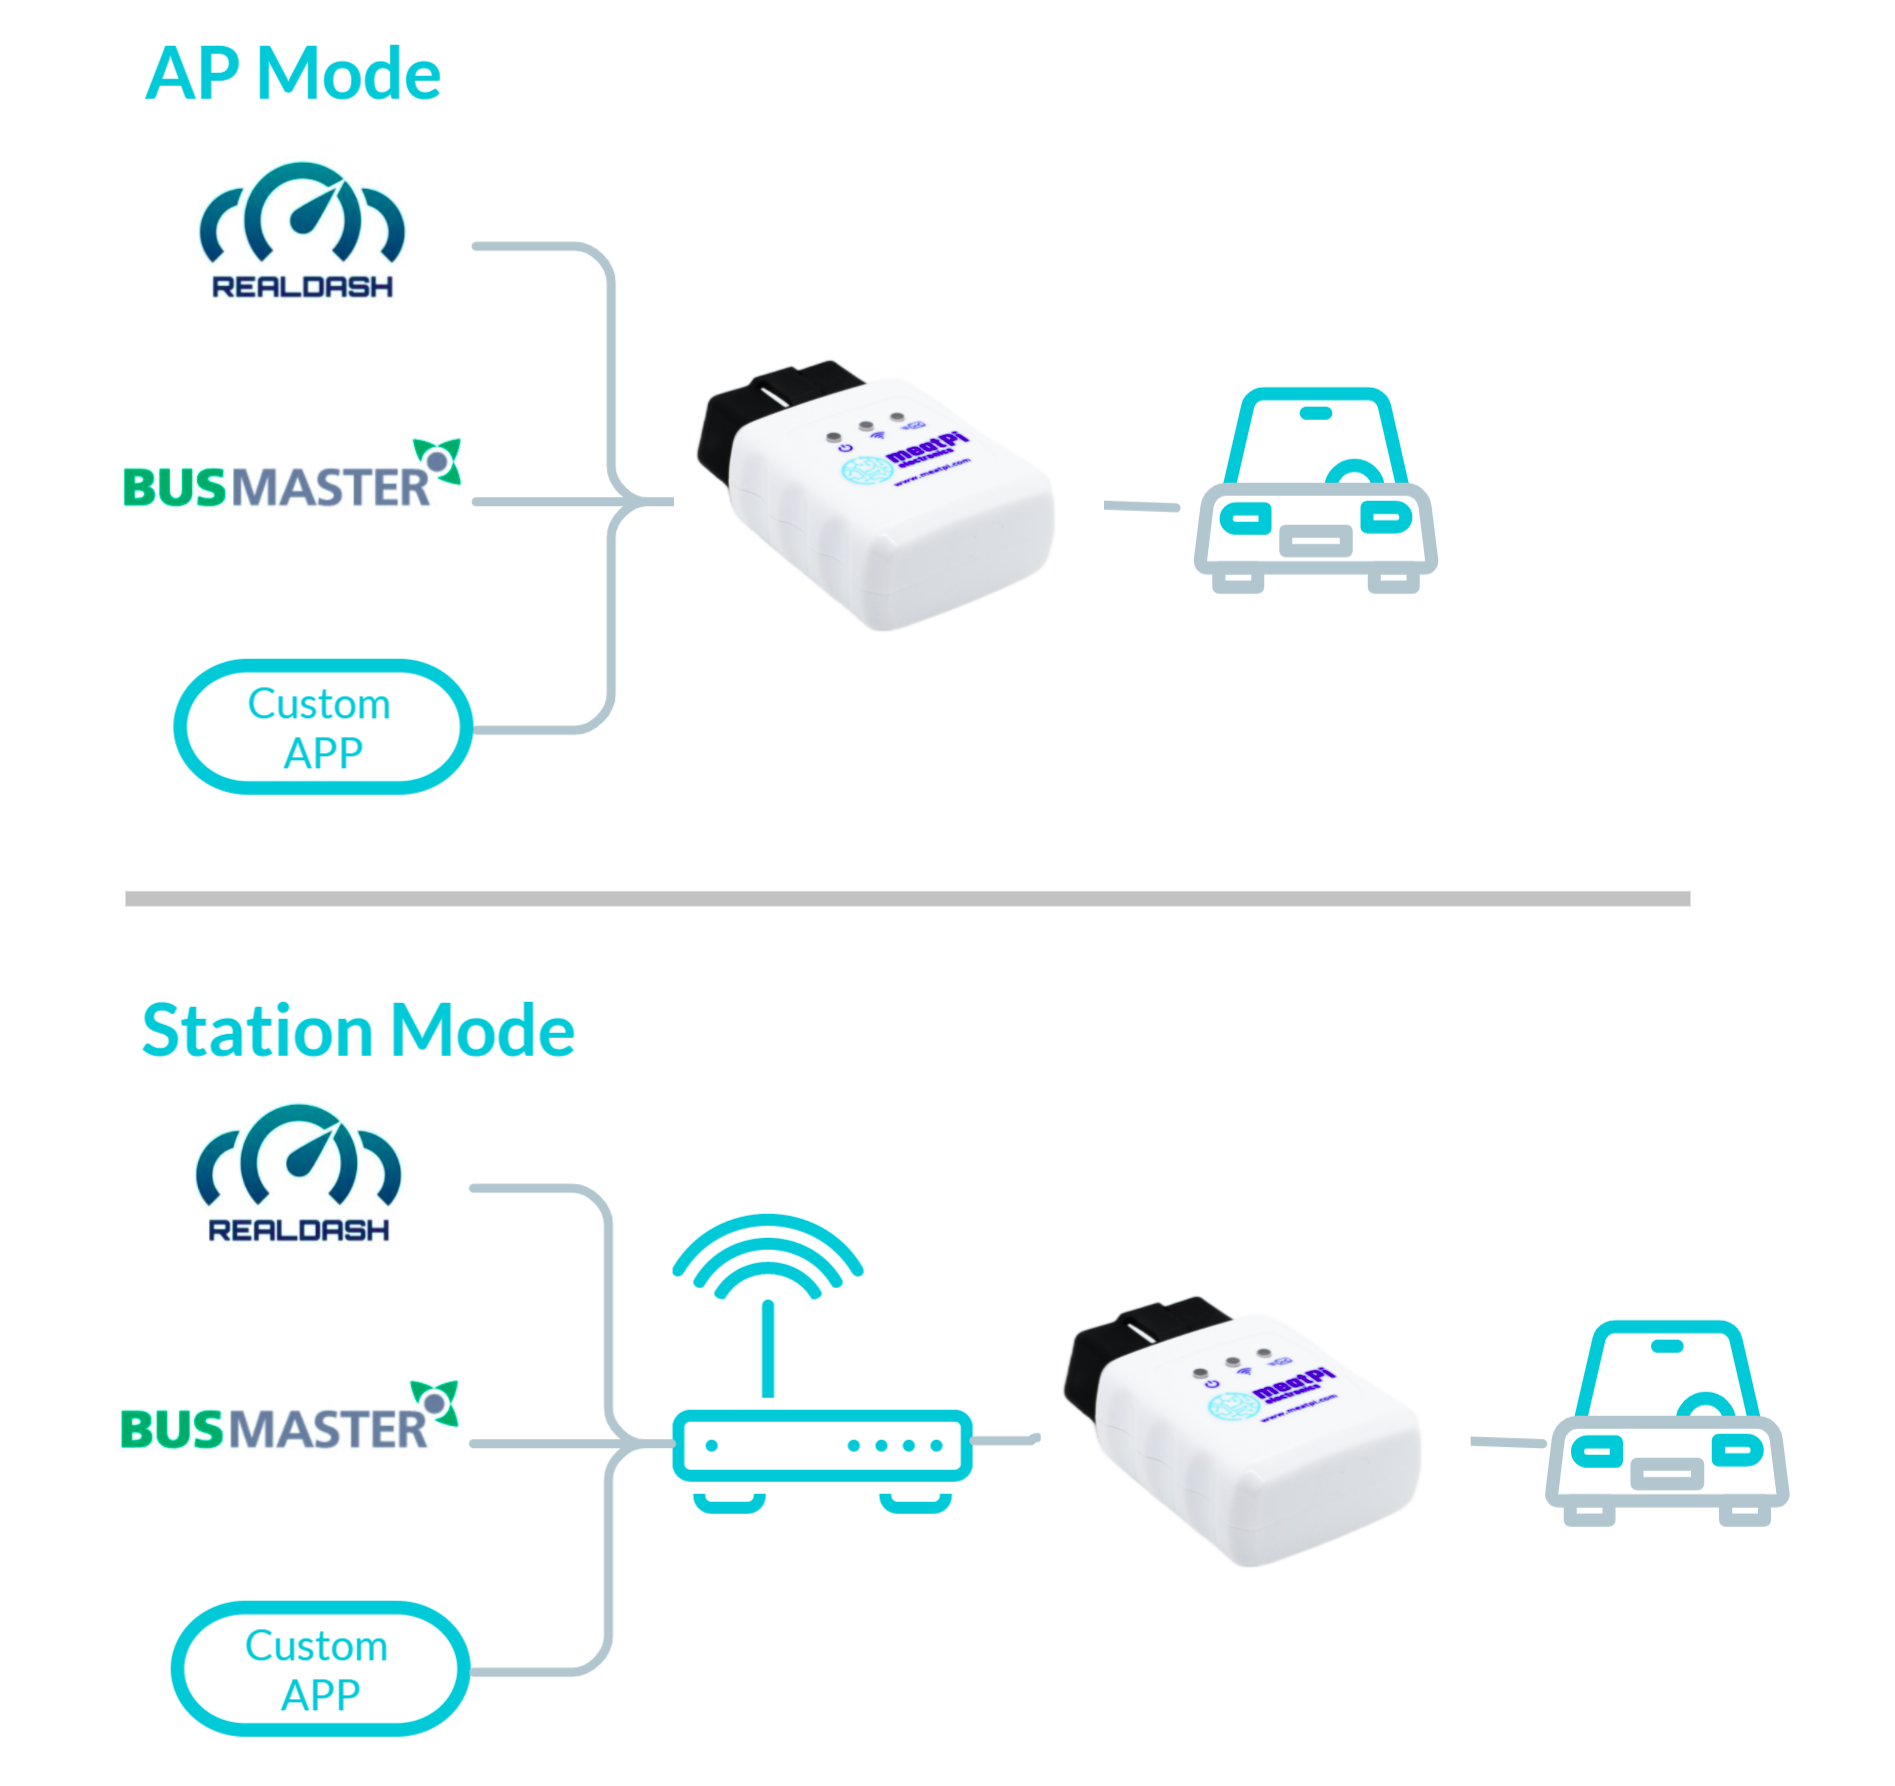 AP Mode
REALDASH
BUSMASTER
Custom
APP
meatPi
electronics
www.meatpi.com
Station Mode
REALDASH
BUSMASTER
Custom
APP
meatPi
electronics
www.meatpi.com